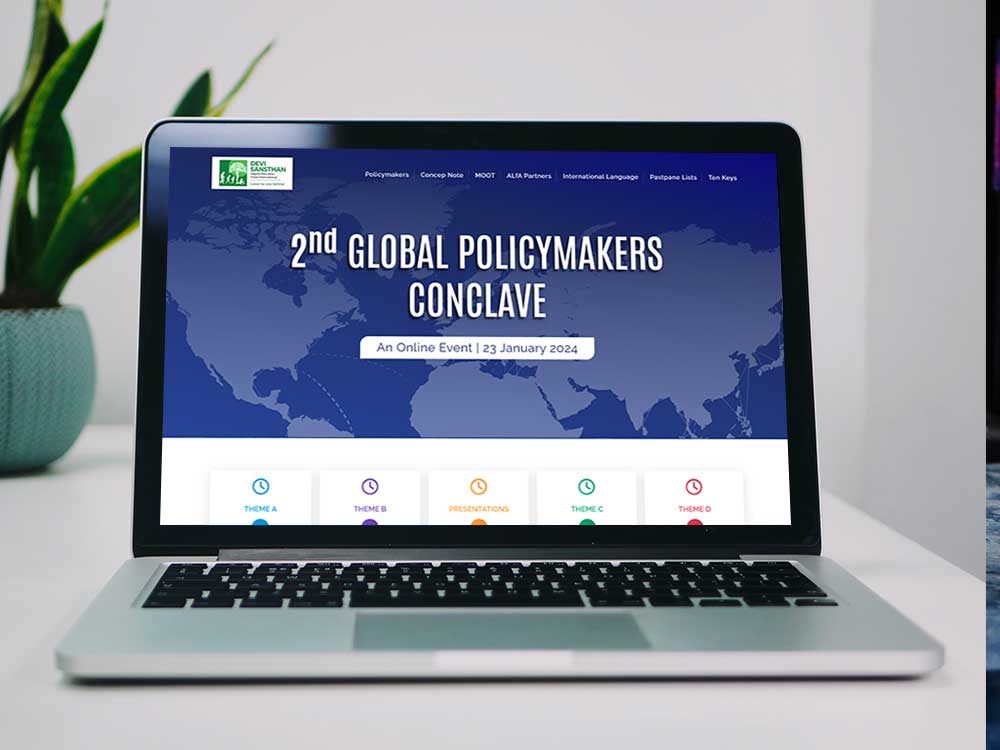 DEVI
SANSTHAN
Policymakers
Concep Note
MOOT
ALfA Partners
International Language
Pastpane Lists
Ten Keys
2nd GLOBAL POLICYMAKERS
CONCLAVE
An Online Event | 23 January 2024
THEME A
THEME B
PRESENTATIONS
THEME C
THEME D